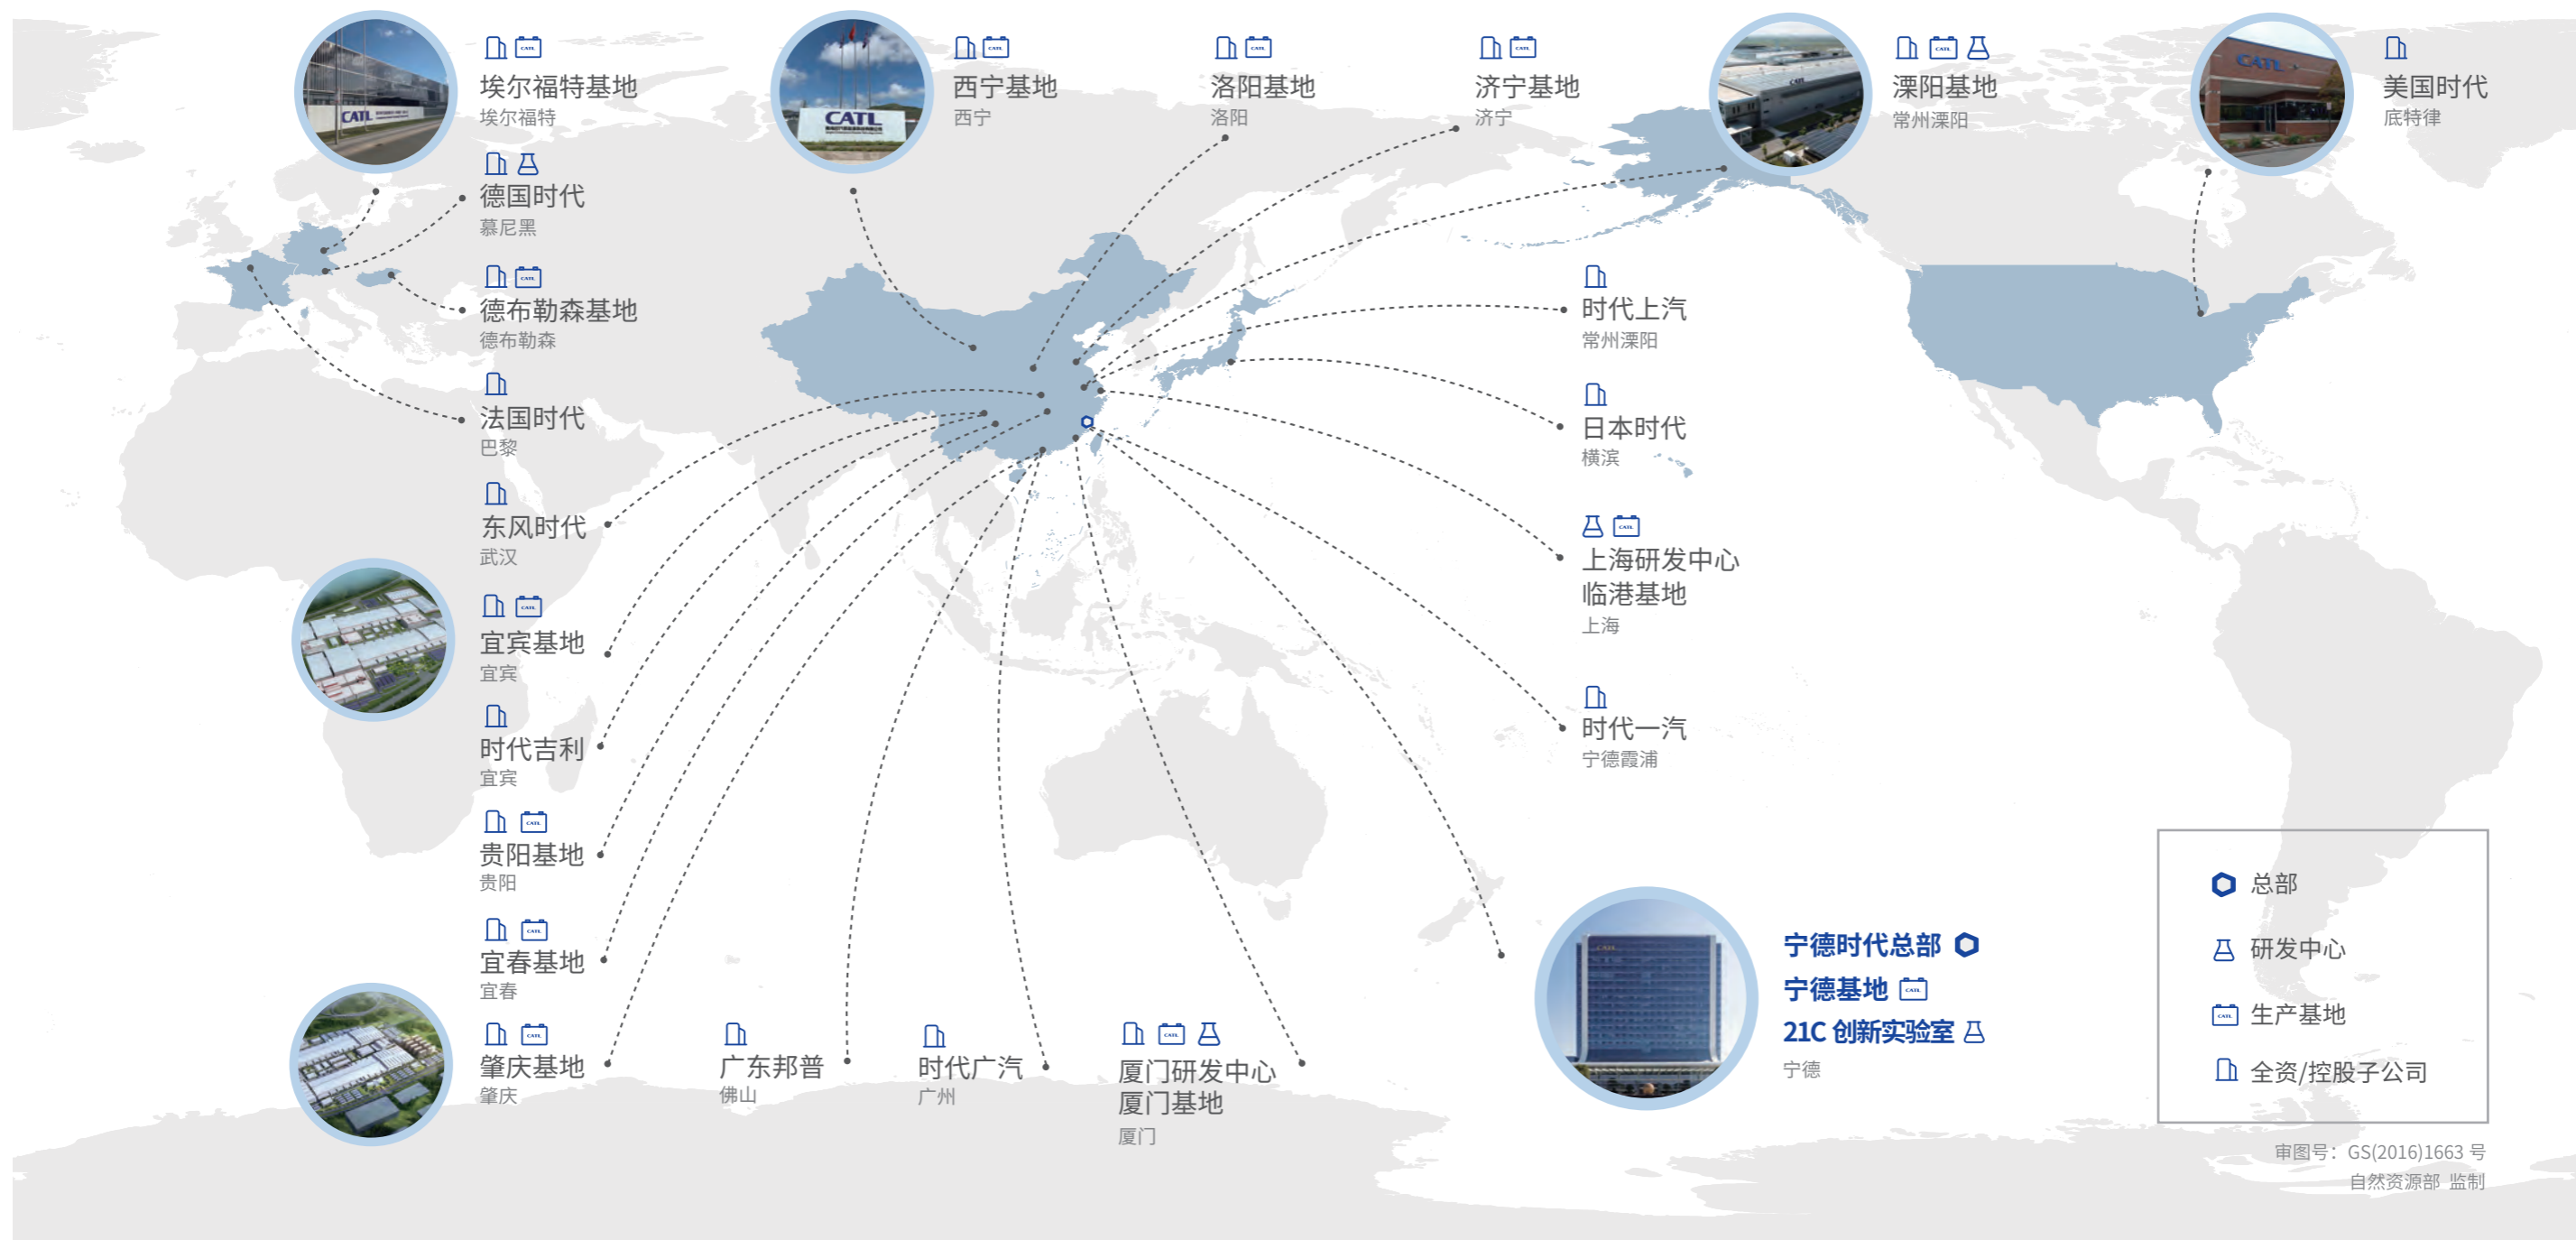 埃尔福特基地
埃尔福特
西宁基地
西宁
洛阳基地
洛阳
济宁基地
济宁
溧阳基地
常州溧阳
美国时代
底特律
CATL
CATL
CATL
德国时代
慕尼黑
德布勒森基地
德布勒森
法国时代
巴黎
东风时代
武汉
宜宾基地
宜宾
时代吉利
宜宾
贵阳基地
贵阳
宜春基地
宜春
肇庆基地
肇庆
广东邦普
佛山
时代广汽
广州
厦门研发中心
厦门基地
厦门
时代上汽
常州溧阳
日本时代
横滨
上海研发中心
临港基地
上海
时代一汽
宁德霞浦
宁德时代总部
宁德基地
21C 创新实验室
宁德
总部
研发中心
生产基地
全资/控股子公司
审图号：GS(2016)1663 号
自然资源部 监制